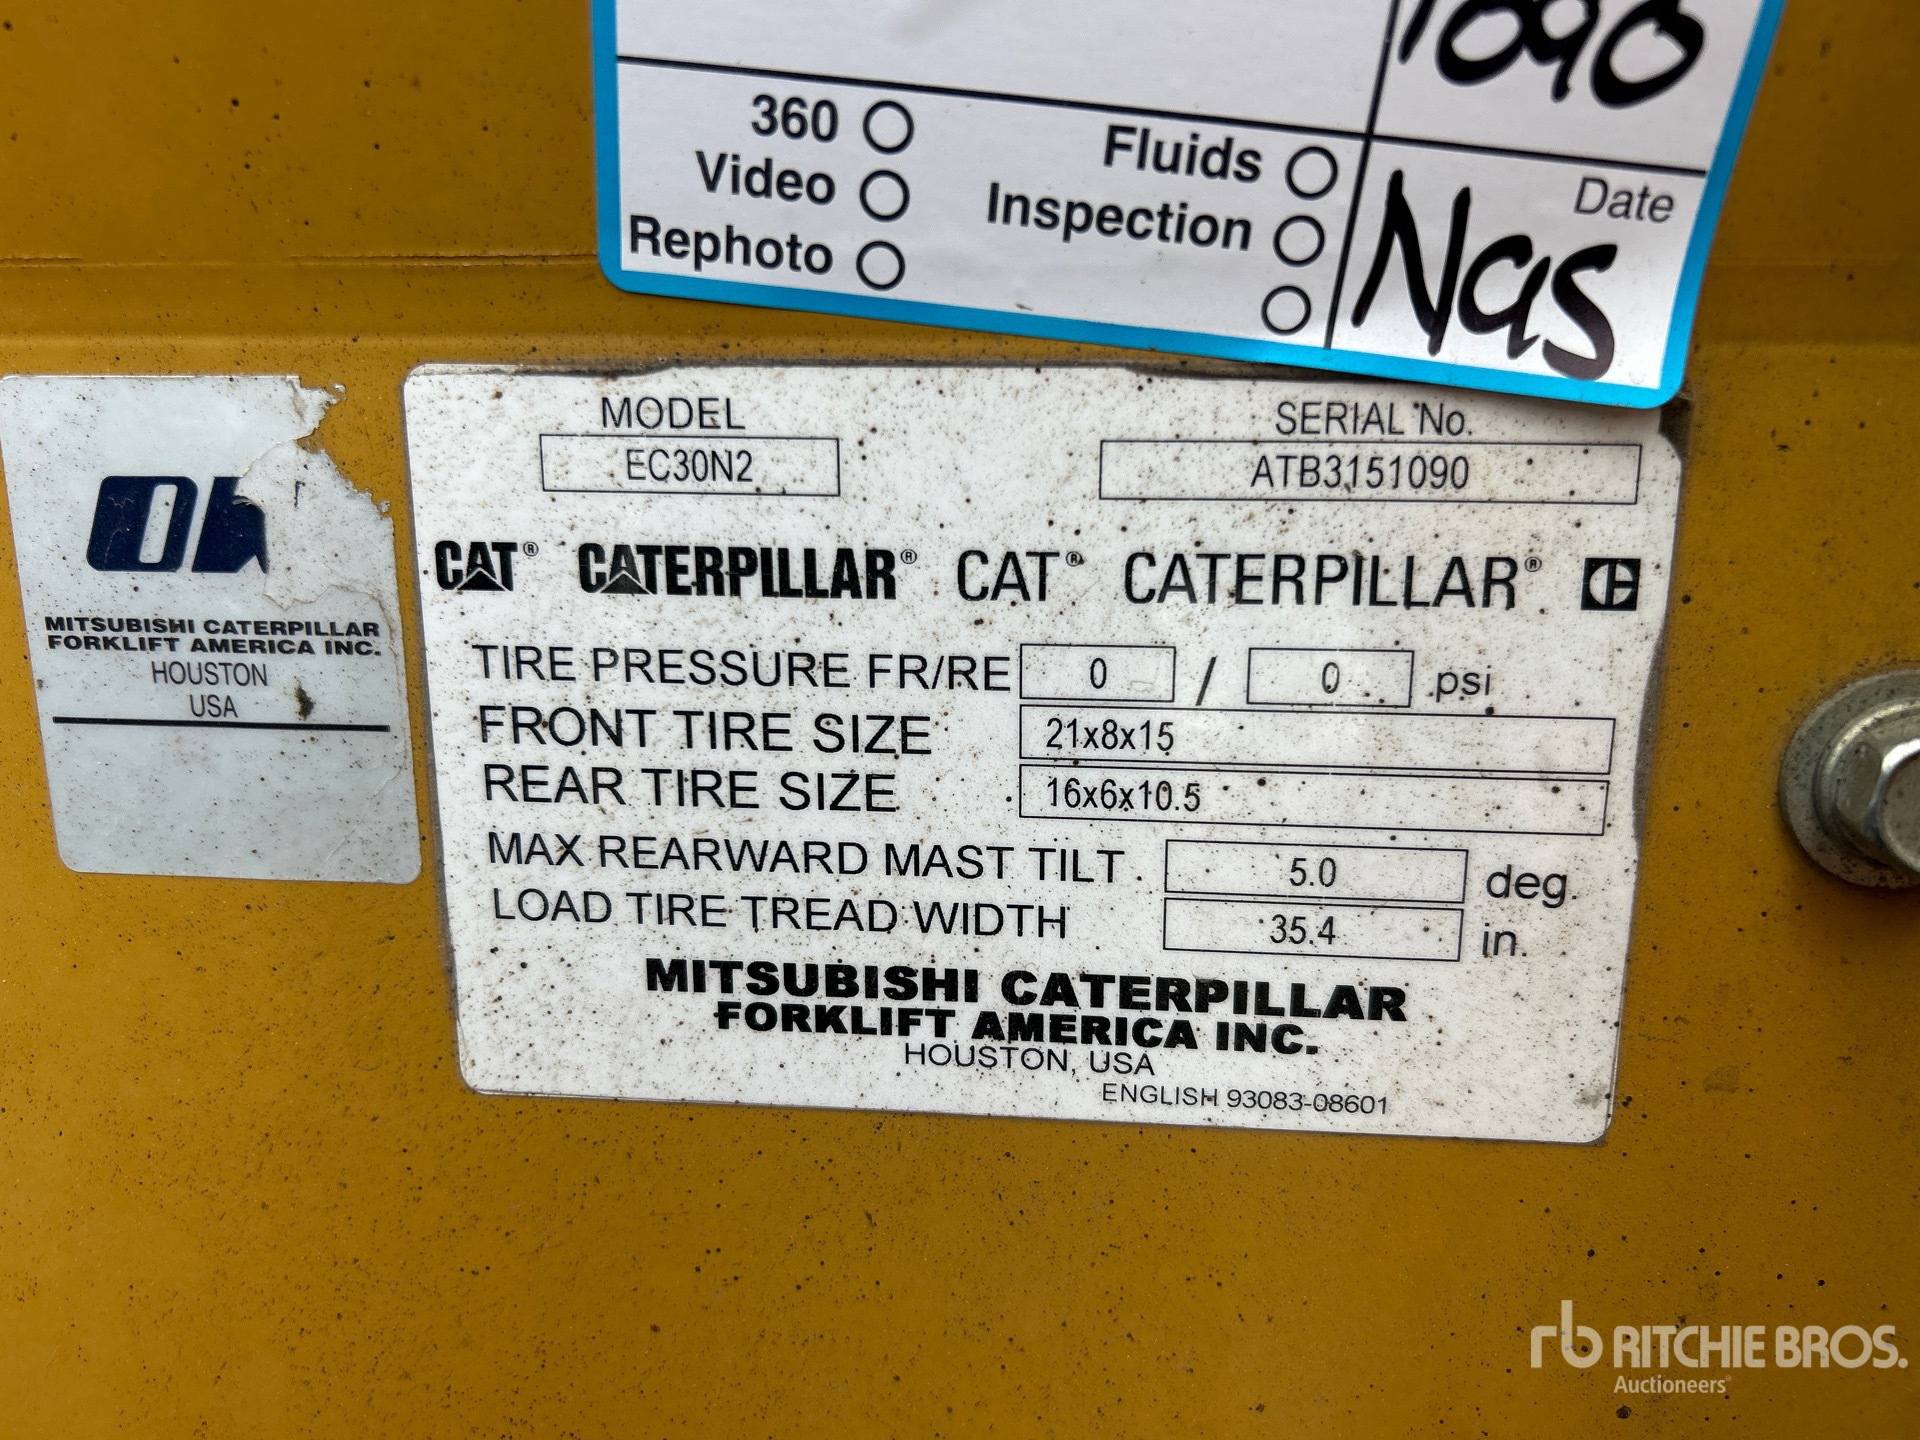 1090
360
Video
Rephoto
Fluids
Inspection
Date
Nas
MITSUBISHI CATERPILLAR
FORKLIFT AMERICA INC.
HOUSTON
USA
MODEL
EC30N2
SERIAL No.
ATB3151090
CAT® CATERPILLAR® CAT® CATERPILLAR®
TIRE PRESSURE FR/RE 0 / 0 psi
FRONT TIRE SIZE 21x8x15
REAR TIRE SIZE 16x6x10.5
MAX REARWARD MAST TILT 5.0 deg.
LOAD TIRE TREAD WIDTH 35.4 in.
MITSUBISHI CATERPILLAR
FORKLIFT AMERICA INC.
HOUSTON, USA
ENGLISH 93083-08601
rb RITCHIE BROS.
Auctioneers